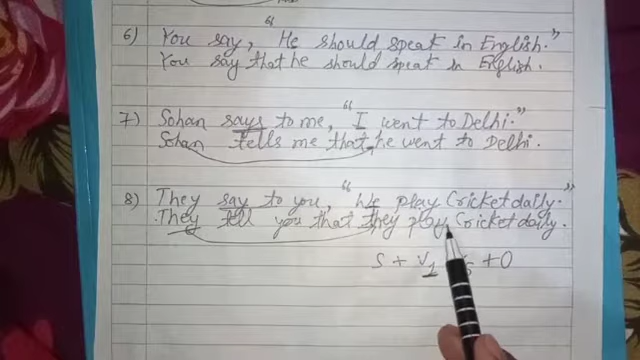 6) You say, "He should speak in English."
You say that he should speak in English.
7) Sohan says to me, "I went to Delhi."
Sohan tells me that he went to Delhi.
8) They say to you, "We play Cricket daily."
They tell you that they play Cricket daily.
S + V1 + O